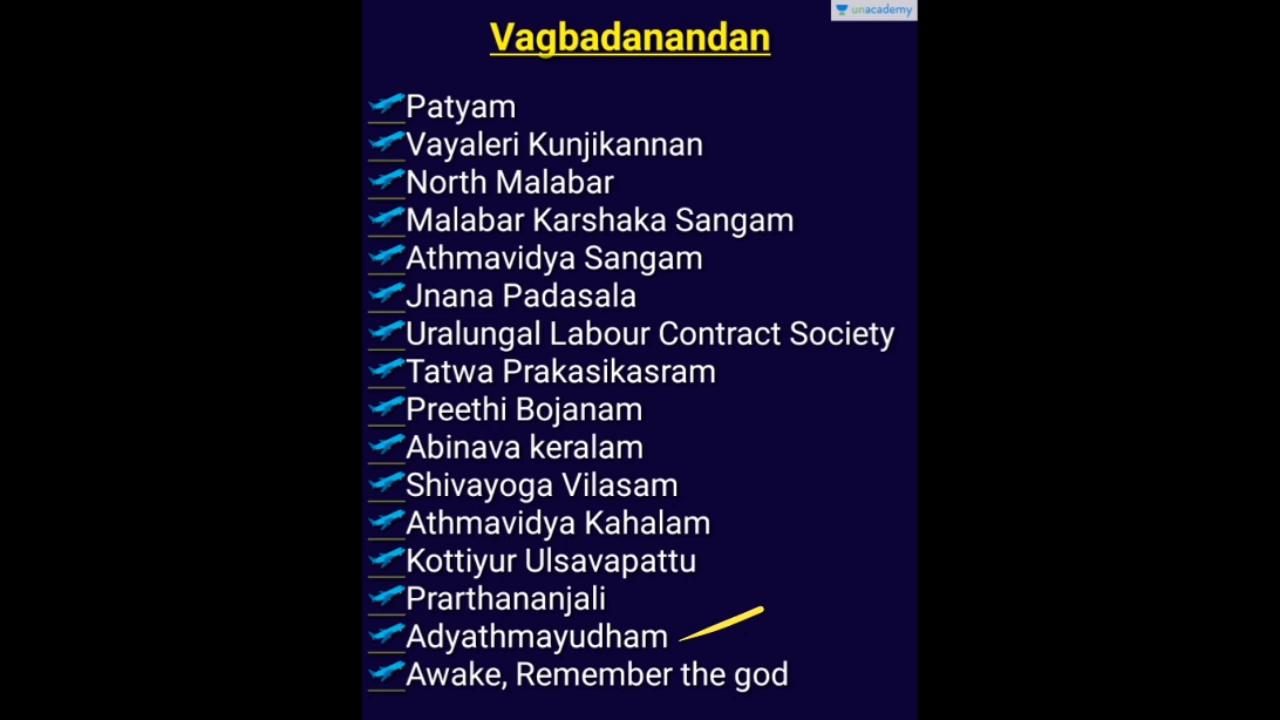 unacademy
Vagbadanandan
Patyam
Vayaleri Kunjikannan
North Malabar
Malabar Karshaka Sangam
Athmavidya Sangam
Jnana Padasala
Uralungal Labour Contract Society
Tatwa Prakasikasram
Preethi Bojanam
Abinava keralam
Shivayoga Vilasam
Athmavidya Kahalam
Kottiyur Ulsavapattu
Prarthananjali
Adyathmayudham
Awake, Remember the god